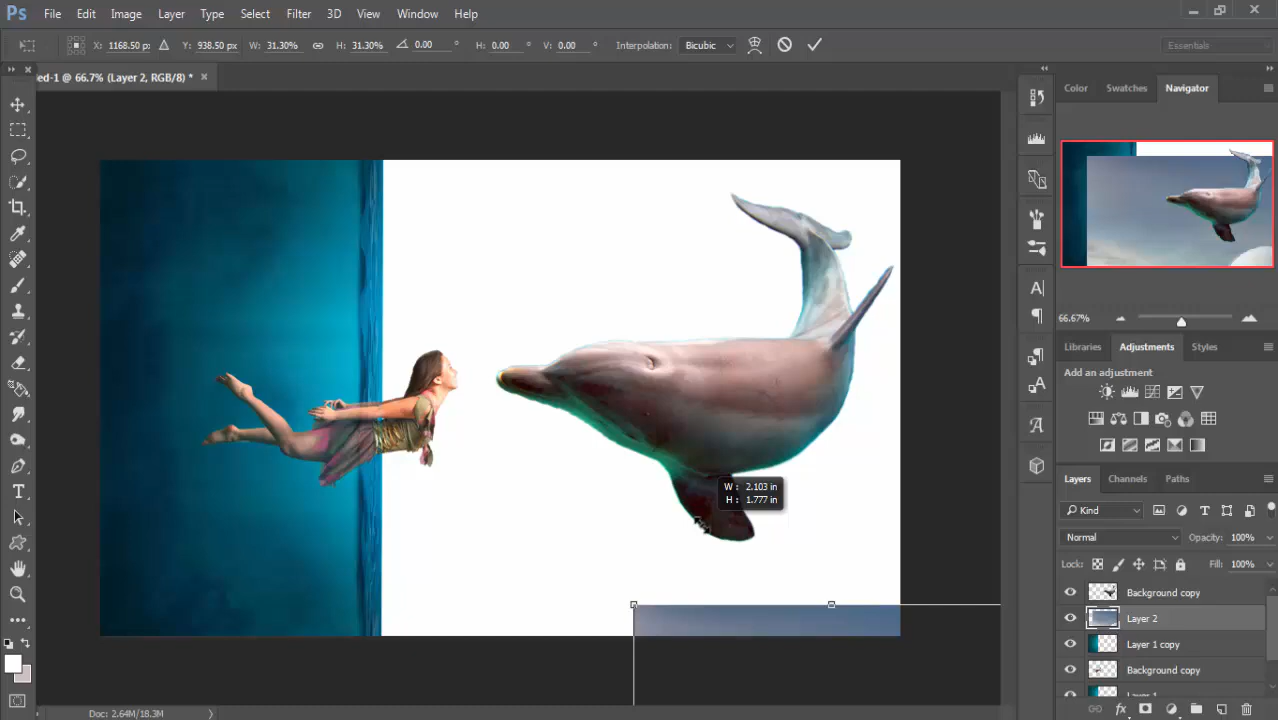 Ps File Edit Image Layer Type Select Filter 3D View Window Help
X: 1168.50 px Y: 938.50 px W: 31.30% H: 31.30% 0.00 ° H: 0.00 ° V: 0.00 ° Interpolation: Bicubic Essentials
ed-1 @ 66.7% (Layer 2, RGB/8) * ×
Color Swatches Navigator
66.67%
Libraries Adjustments Styles
Add an adjustment
W : 2.103 in
H : 1.777 in
Layers Channels Paths
Kind
Normal Opacity: 100%
Lock: Fill: 100%
Background copy
Layer 2
Layer 1 copy
Background copy
Layer 1
Doc: 2.64M/18.3M